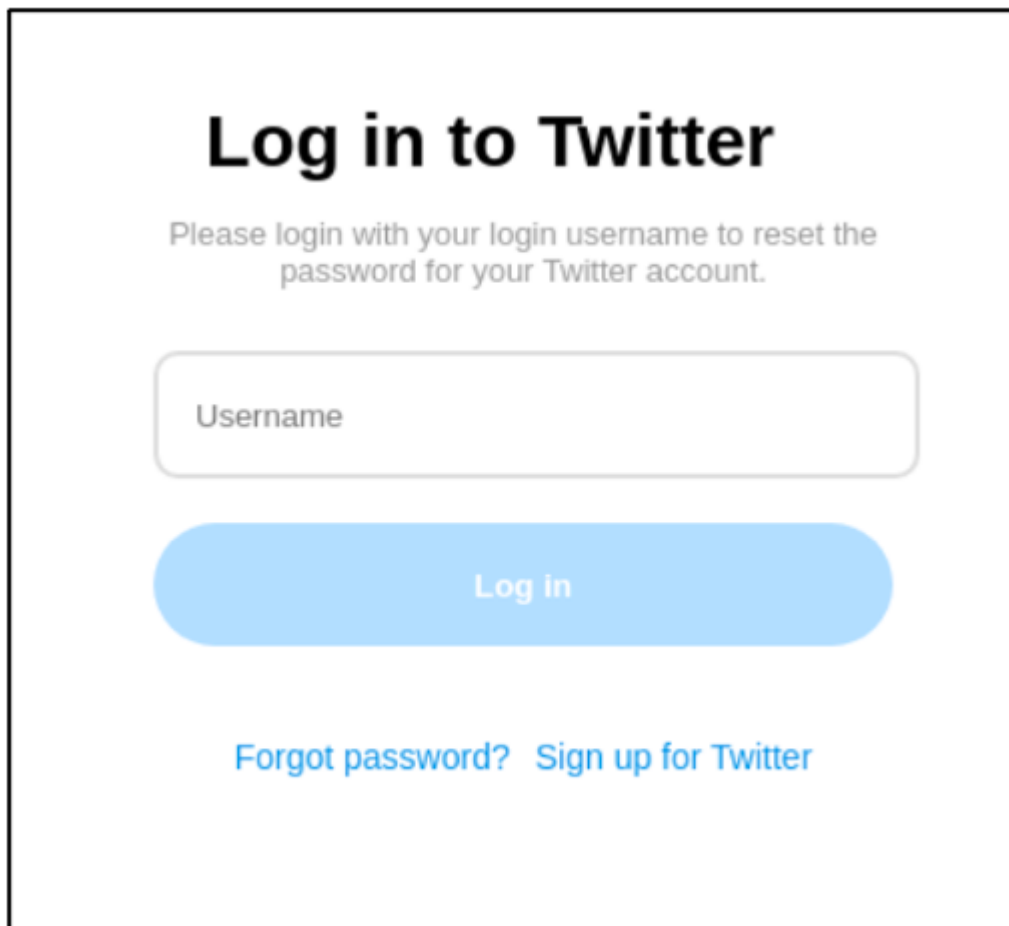 Log in to Twitter
Please login with your login username to reset the
password for your Twitter account.
Username
Log in
Forgot password? Sign up for Twitter